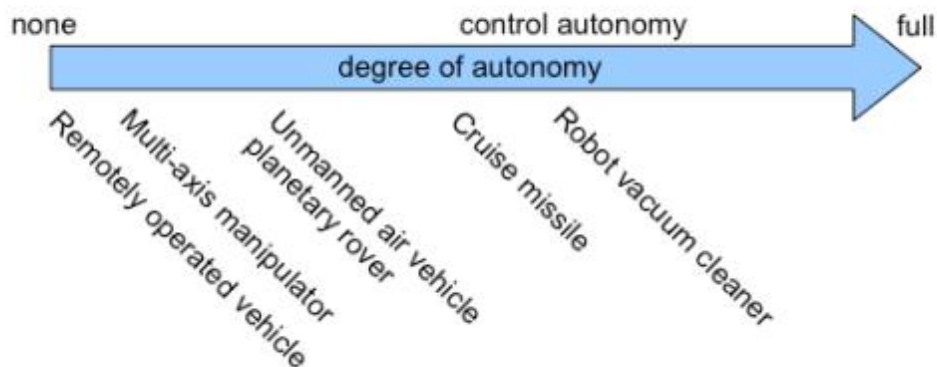 none
control autonomy
full
degree of autonomy
Remotely operated vehicle
Multi-axis manipulator
Unmanned air vehicle
planetary rover
Cruise missile
Robot vacuum cleaner